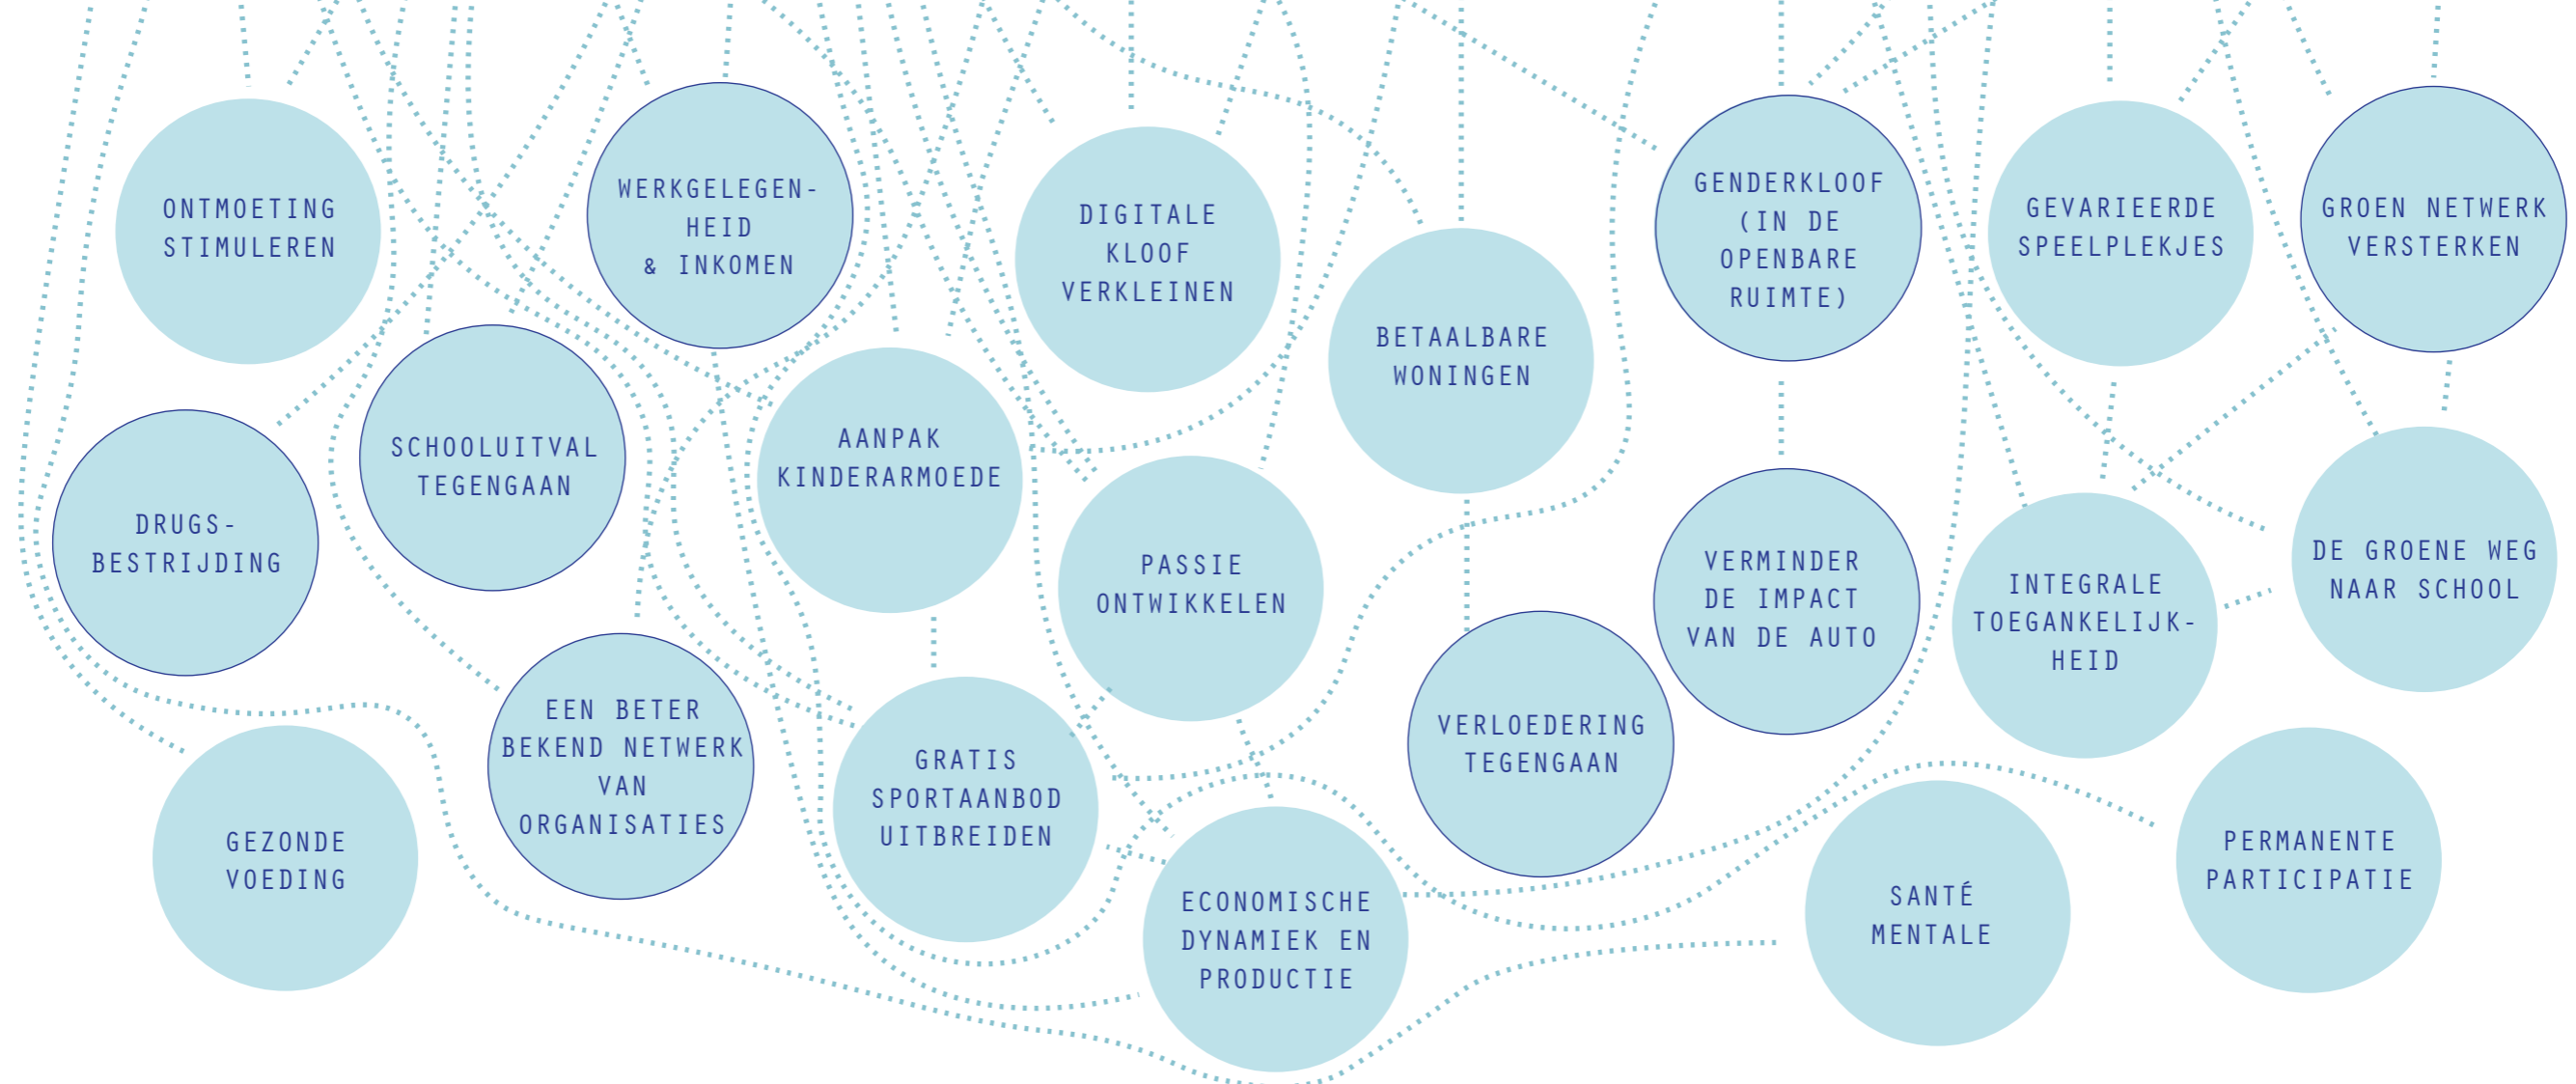 ONTMOETING
STIMULEREN
WERKGELEGEN-
HEID
& INKOMEN
DIGITALE
KLOOF
VERKLEINEN
BETAALBARE
WONINGEN
GENDERKLOOF
(IN DE
OPENBARE
RUIMTE)
GEVARIEERDE
SPEELPLEKJES
GROEN NETWERK
VERSTERKEN
DRUGS-
BESTRIJDING
SCHOOLUITVAL
TEGENGAAN
AANPAK
KINDERARMOEDE
PASSIE
ONTWIKKELEN
VERMINDER
DE IMPACT
VAN DE AUTO
INTEGRALE
TOEGANKELIJK-
HEID
DE GROENE WEG
NAAR SCHOOL
GEZONDE
VOEDING
EEN BETER
BEKEND NETWERK
VAN
ORGANISATIES
GRATIS
SPORTAANBOD
UITBREIDEN
ECONOMISCHE
DYNAMIEK EN
PRODUCTIE
VERLOEDERING
TEGENGAAN
SANTÉ
MENTALE
PERMANENTE
PARTICIPATIE